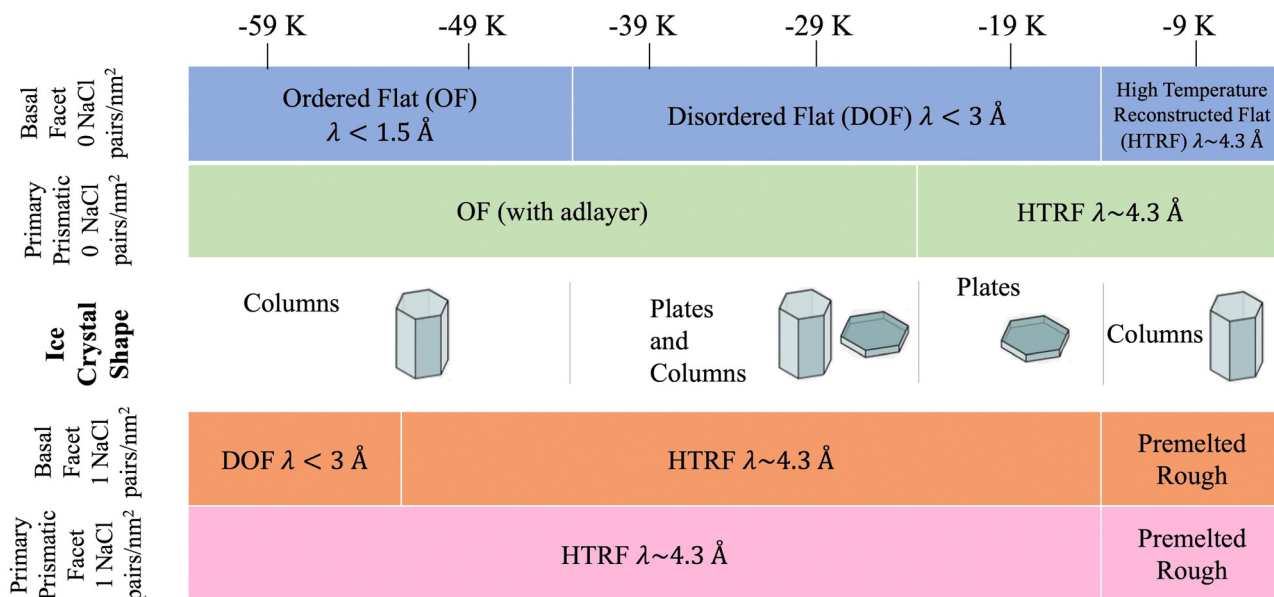 -59 K
-49 K
-39 K
-29 K
-19 K
-9 K
Basal
Facet
0 NaCl
pairs/nm²
Ordered Flat (OF)
λ < 1.5 Å
Disordered Flat (DOF) λ < 3 Å
High Temperature
Reconstructed Flat
(HTRF) λ~4.3 Å
Primary
Prismatic
0 NaCl
pairs/nm²
OF (with adlayer)
HTRF λ~4.3 Å
Ice
Crystal
Shape
Columns
Plates
and
Columns
Plates
Columns
Basal
Facet
1 NaCl
pairs/nm²
DOF λ < 3 Å
HTRF λ~4.3 Å
Premelted
Rough
Primary
Prismatic
Facet
1 NaCl
pairs/nm²
HTRF λ~4.3 Å
Premelted
Rough